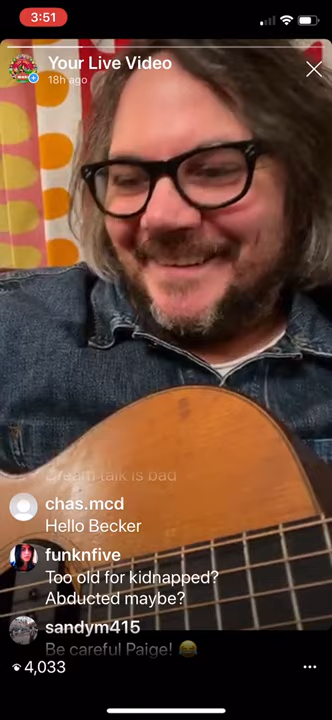 3:51
Your Live Video
18h ago
Dream talk is bad
chas.mcd
Hello Becker
funknfive
Too old for kidnapped?
Abducted maybe?
sandym415
Be careful Paige! 😂
4,033